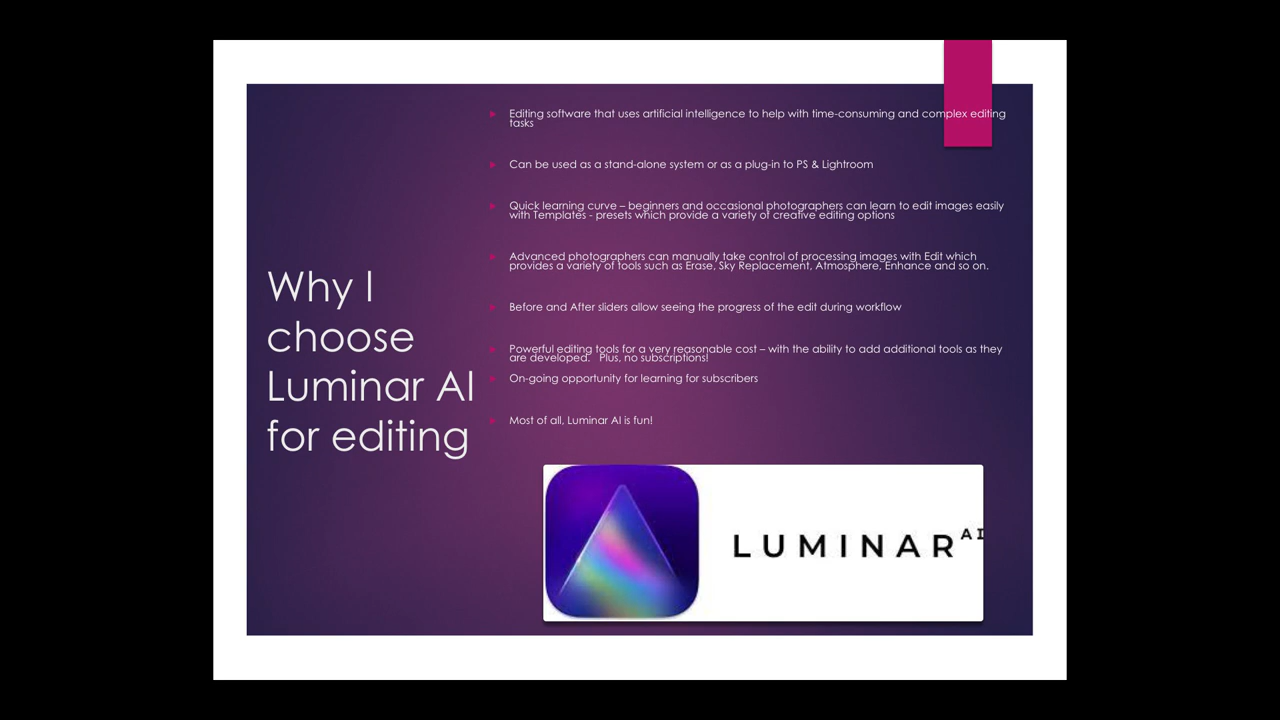 Why I
choose
Luminar AI
for editing
Editing software that uses artificial intelligence to help with time-consuming and complex editing
tasks
Can be used as a stand-alone system or as a plug-in to PS & Lightroom
Quick learning curve – beginners and occasional photographers can learn to edit images easily
with Templates - presets which provide a variety of creative editing options
Advanced photographers can manually take control of processing images with Edit which
provides a variety of tools such as Erase, Sky Replacement, Atmosphere, Enhance and so on.
Before and After sliders allow seeing the progress of the edit during workflow
Powerful editing tools for a very reasonable cost – with the ability to add additional tools as they
are developed.   Plus, no subscriptions!
On-going opportunity for learning for subscribers
Most of all, Luminar AI is fun!
LUMINAR AI